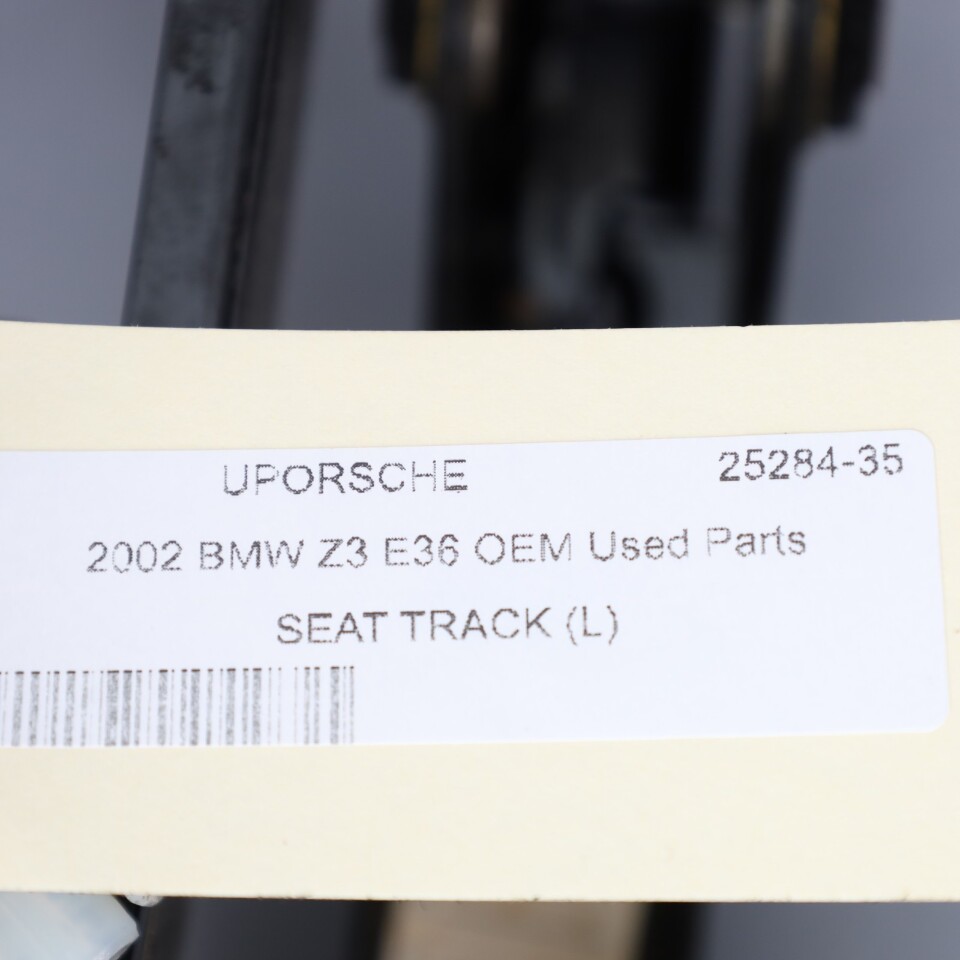 UPORSCHE 25284-35
2002 BMW Z3 E36 OEM Used Parts
SEAT TRACK (L)